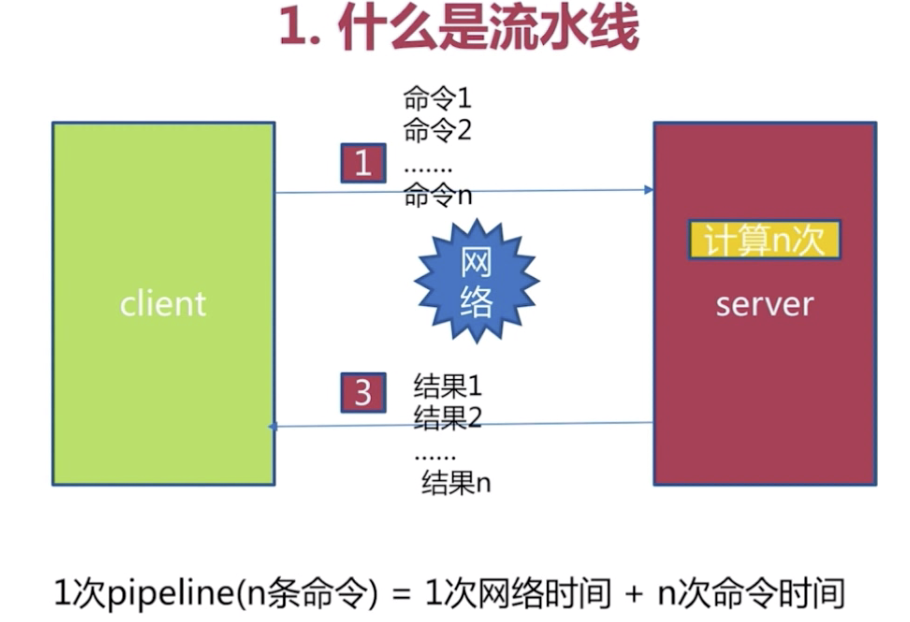 1. 什么是流水线
命令1
命令2
.......
命令n
1
计算n次
网
络
client
server
3
结果1
结果2
......
结果n
1次pipeline(n条命令) = 1次网络时间 + n次命令时间